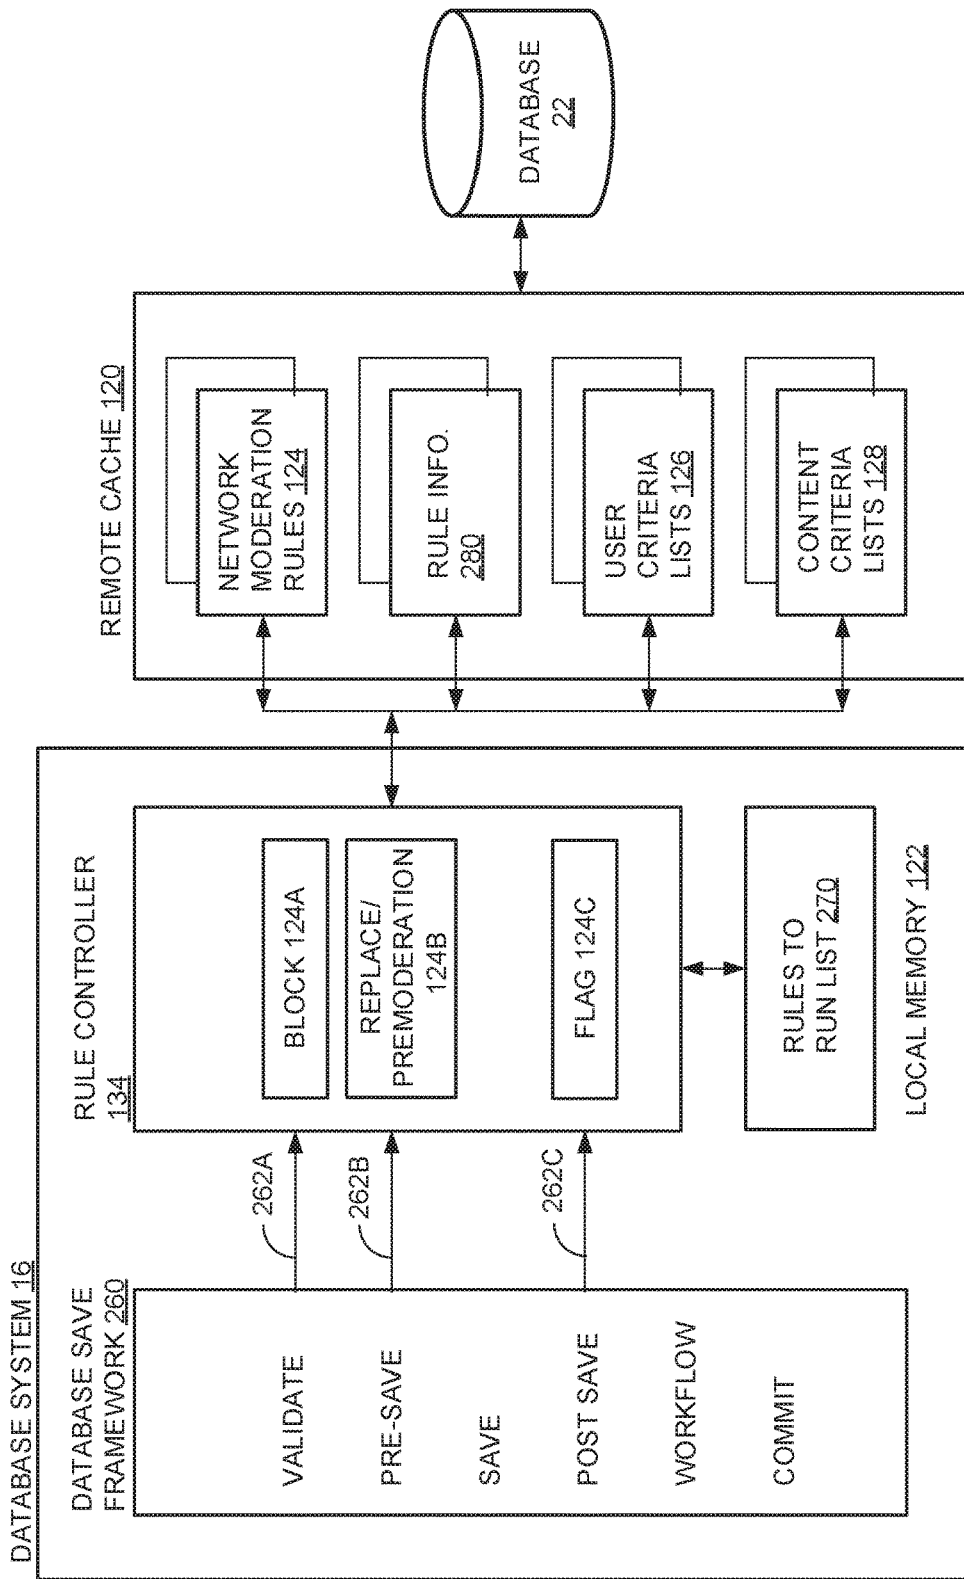 DATABASE SYSTEM 16
DATABASE SAVE
FRAMEWORK 260
VALIDATE
PRE-SAVE
SAVE
POST SAVE
WORKFLOW
COMMIT
262A
262B
262C
RULE CONTROLLER
134
BLOCK 124A
REPLACE/
PREMODERATION
124B
FLAG 124C
RULES TO
RUN LIST 270
LOCAL MEMORY 122
REMOTE CACHE 120
NETWORK
MODERATION
RULES 124
RULE INFO.
280
USER
CRITERIA
LISTS 126
CONTENT
CRITERIA
LISTS 128
DATABASE
22